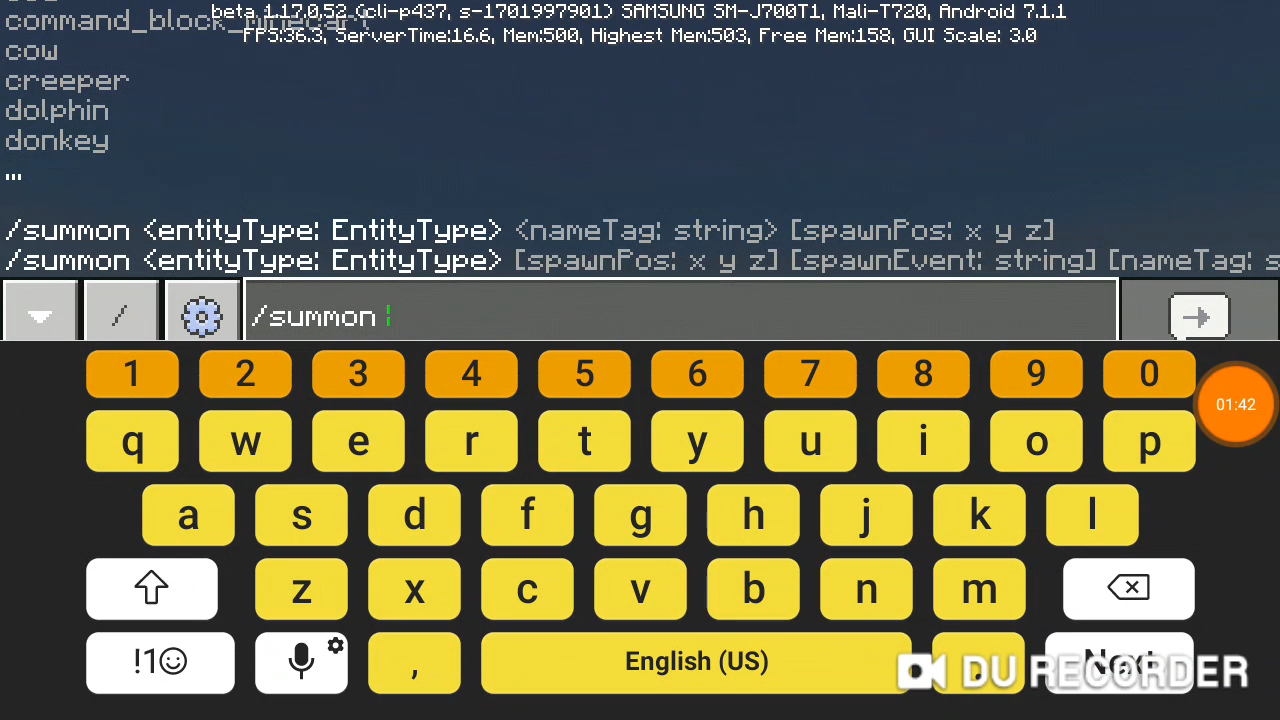 beta 1.17.0.52 (cli-p437, s-1701997901) SAMSUNG SM-J700T1, Mali-T720, Android 7.1.1
FPS:36.3, ServerTime:16.6, Mem:500, Highest Mem:503, Free Mem:158, GUI Scale: 3.0
command_block_minecart
cow
creeper
dolphin
donkey
...
/summon <entityType: EntityType> <nameTag: string> [spawnPos: x y z]
/summon <entityType: EntityType> [spawnPos: x y z] [spawnEvent: string] [nameTag: s
/ /summon
1 2 3 4 5 6 7 8 9 0
01:42
q w e r t y u i o p
a s d f g h j k l
z x c v b n m
!1☺ , English (US) . Next
DU RECORDER